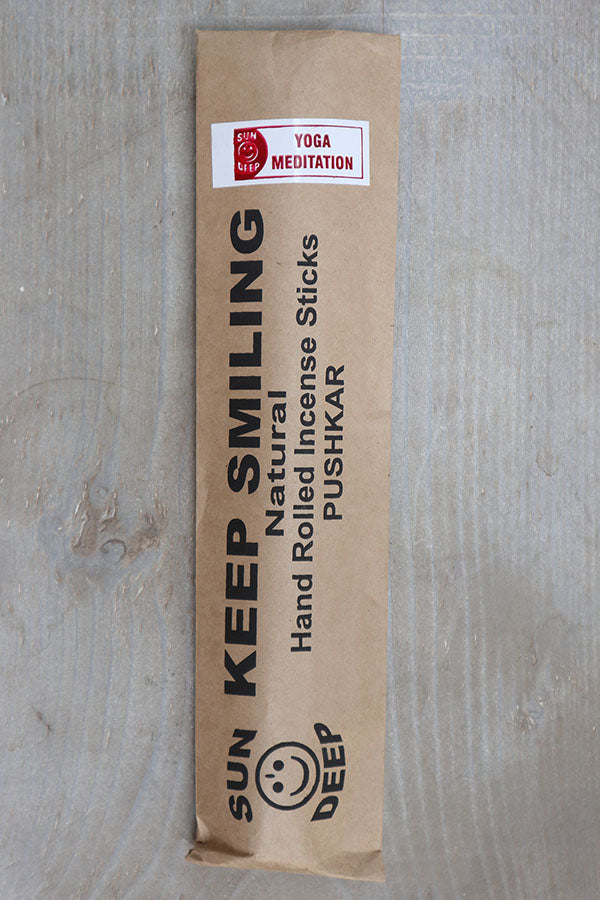 SUN
DEEP
YOGA
MEDITATION
KEEP SMILING
Natural
Hand Rolled Incense Sticks
PUSHKAR
SUN
DEEP